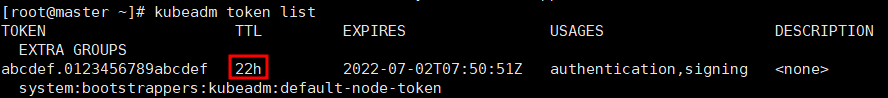 [root@master ~]# kubeadm token list
TOKEN TTL EXPIRES USAGES DESCRIPTION
EXTRA GROUPS
abcdef.0123456789abcdef 22h 2022-07-02T07:50:51Z authentication,signing <none>
system:bootstrappers:kubeadm:default-node-token